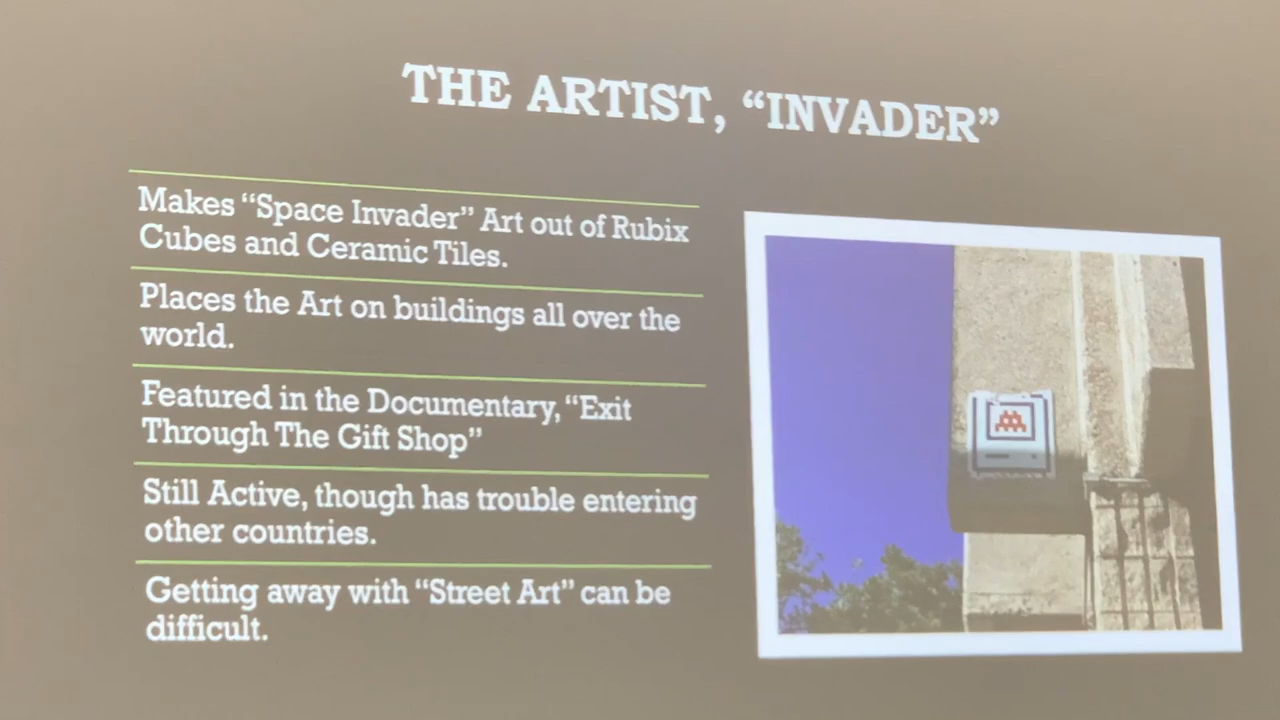 THE ARTIST, “INVADER”
Makes “Space Invader” Art out of Rubix
Cubes and Ceramic Tiles.
Places the Art on buildings all over the
world.
Featured in the Documentary, “Exit
Through The Gift Shop”
Still Active, though has trouble entering
other countries.
Getting away with “Street Art” can be
difficult.